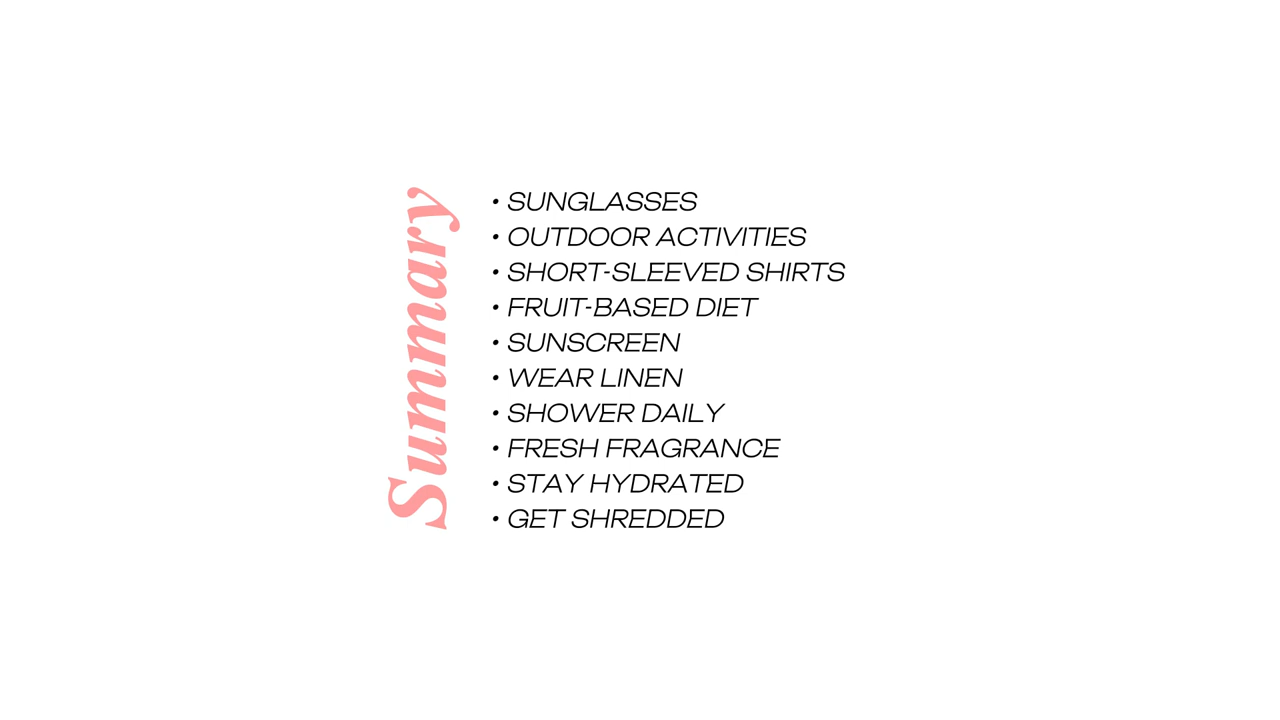 Summary
• SUNGLASSES
• OUTDOOR ACTIVITIES
• SHORT-SLEEVED SHIRTS
• FRUIT-BASED DIET
• SUNSCREEN
• WEAR LINEN
• SHOWER DAILY
• FRESH FRAGRANCE
• STAY HYDRATED
• GET SHREDDED